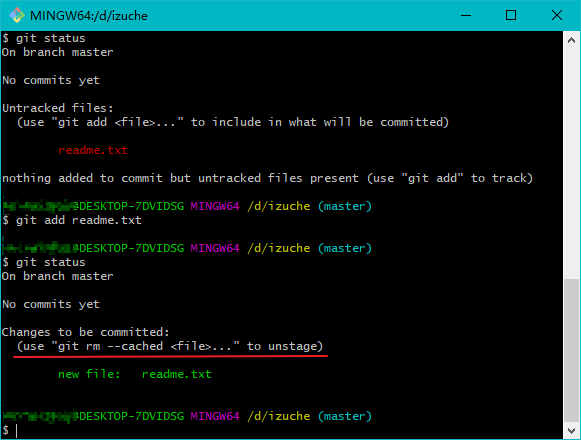 MINGW64:/d/izuche
$ git status
On branch master
No commits yet
Untracked files:
(use "git add <file>..." to include in what will be committed)
readme.txt
nothing added to commit but untracked files present (use "git add" to track)
@DESKTOP-7DVIDSG MINGW64 /d/izuche (master)
$ git add readme.txt
@DESKTOP-7DVIDSG MINGW64 /d/izuche (master)
$ git status
On branch master
No commits yet
Changes to be committed:
(use "git rm --cached <file>..." to unstage)
new file:   readme.txt
@DESKTOP-7DVIDSG MINGW64 /d/izuche (master)
$